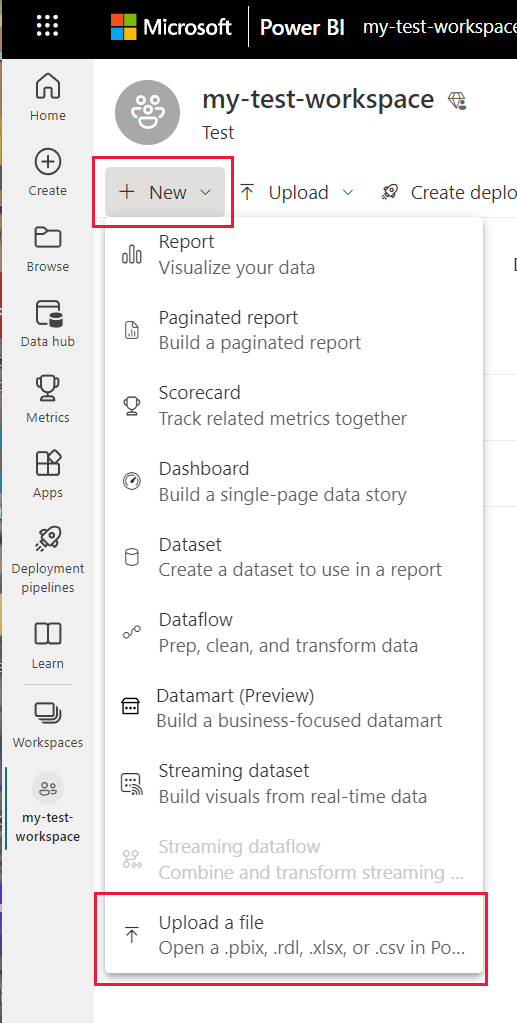 Microsoft Power BI my-test-workspace
Home
Create
Browse
Data hub
Metrics
Apps
Deployment
pipelines
Learn
Workspaces
my-test-
workspace
my-test-workspace
Test
New Upload Create deplo
Report
Visualize your data
Paginated report
Build a paginated report
Scorecard
Track related metrics together
Dashboard
Build a single-page data story
Dataset
Create a dataset to use in a report
Dataflow
Prep, clean, and transform data
Datamart (Preview)
Build a business-focused datamart
Streaming dataset
Build visuals from real-time data
Streaming dataflow
Combine and transform streaming ...
Upload a file
Open a .pbix, .rdl, .xlsx, or .csv in Po...